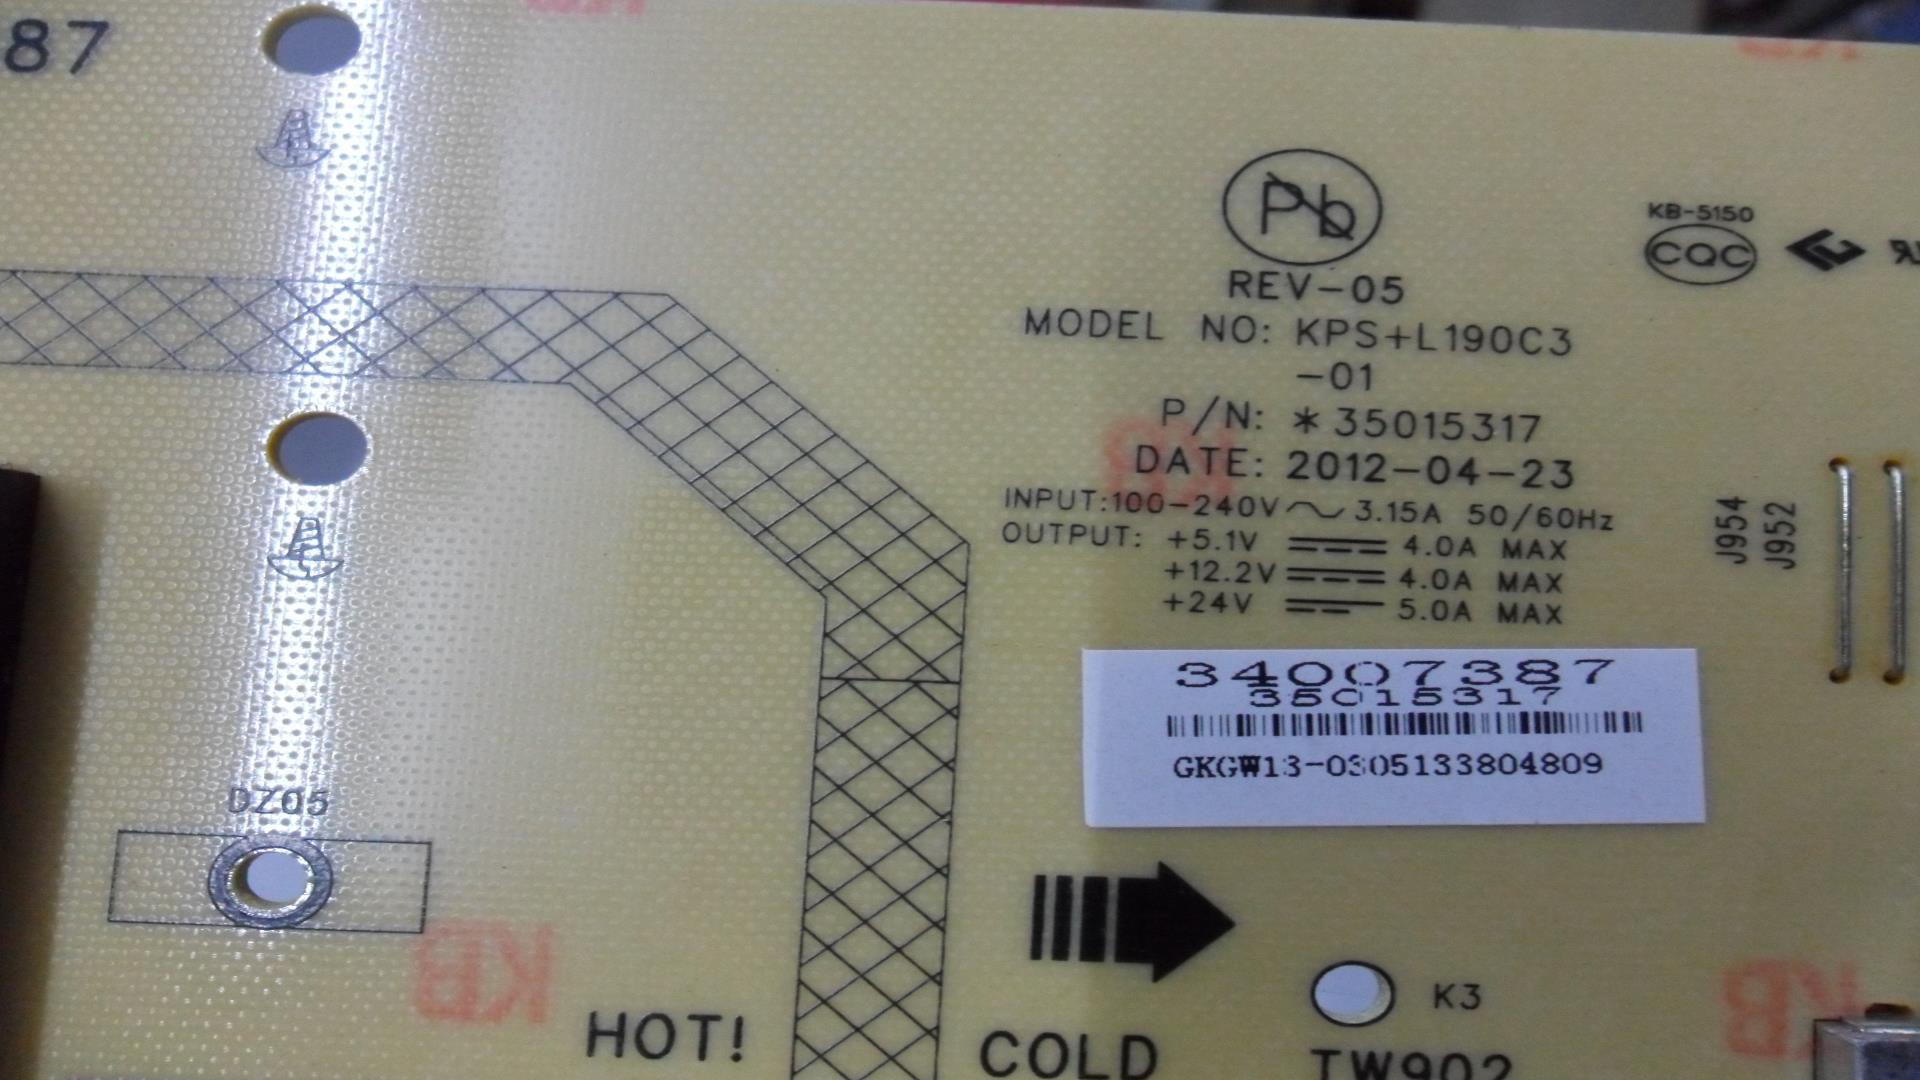 87
Pb
KB-5150
CQC
REV-05
MODEL NO: KPS+L190C3
-01
P/N: *35015317
DATE: 2012-04-23
INPUT:100-240V~3.15A 50/60Hz
OUTPUT: +5.1V 4.0A MAX
+12.2V 4.0A MAX
+24V 5.0A MAX
J954
J952
34007387
35015317
GKGW13-0305133804809
DZ05
KB
KB
KB
K3
HOT!
COLD
TW902